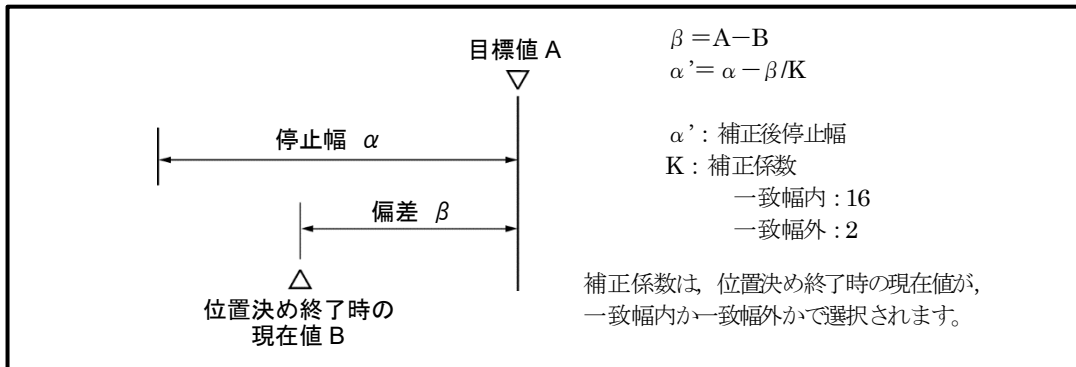 目標値 A
停止幅 α
偏差 β
位置決め終了時の
現在値 B
β=A−B
α’=α−β/K
α’：補正後停止幅
K：補正係数
一致幅内：16
一致幅外：2
補正係数は，位置決め終了時の現在値が，
一致幅内か一致幅外かで選択されます。